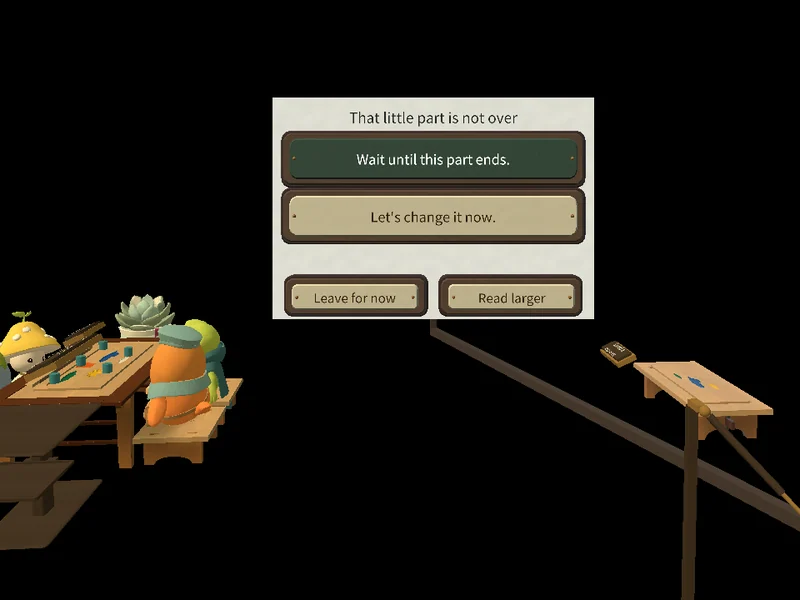 That little part is not over
Wait until this part ends.
Let's change it now.
Leave for now
Read larger